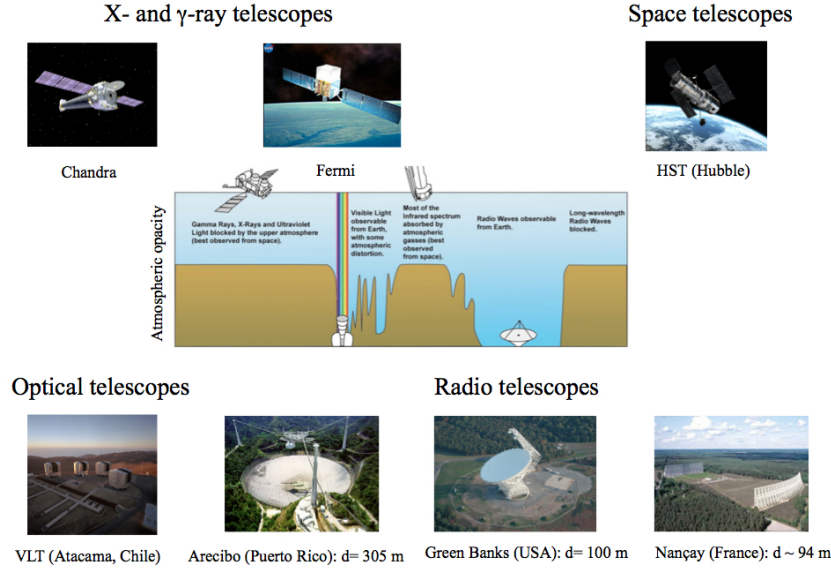 X- and γ-ray telescopes
Space telescopes
Chandra
Fermi
HST (Hubble)
Atmospheric opacity
Gamma Rays, X-Rays and Ultraviolet
Light blocked by the upper atmosphere
(best observed from space).
Visible Light
observable
from Earth,
with some
atmospheric
distortion.
Most of the
Infrared spectrum
absorbed by
atmospheric
gasses (best
observed
from space).
Radio Waves observable
from Earth.
Long-wavelength
Radio Waves
blocked.
Optical telescopes
Radio telescopes
VLT (Atacama, Chile)
Arecibo (Puerto Rico): d= 305 m
Green Banks (USA): d= 100 m
Nançay (France): d ~ 94 m